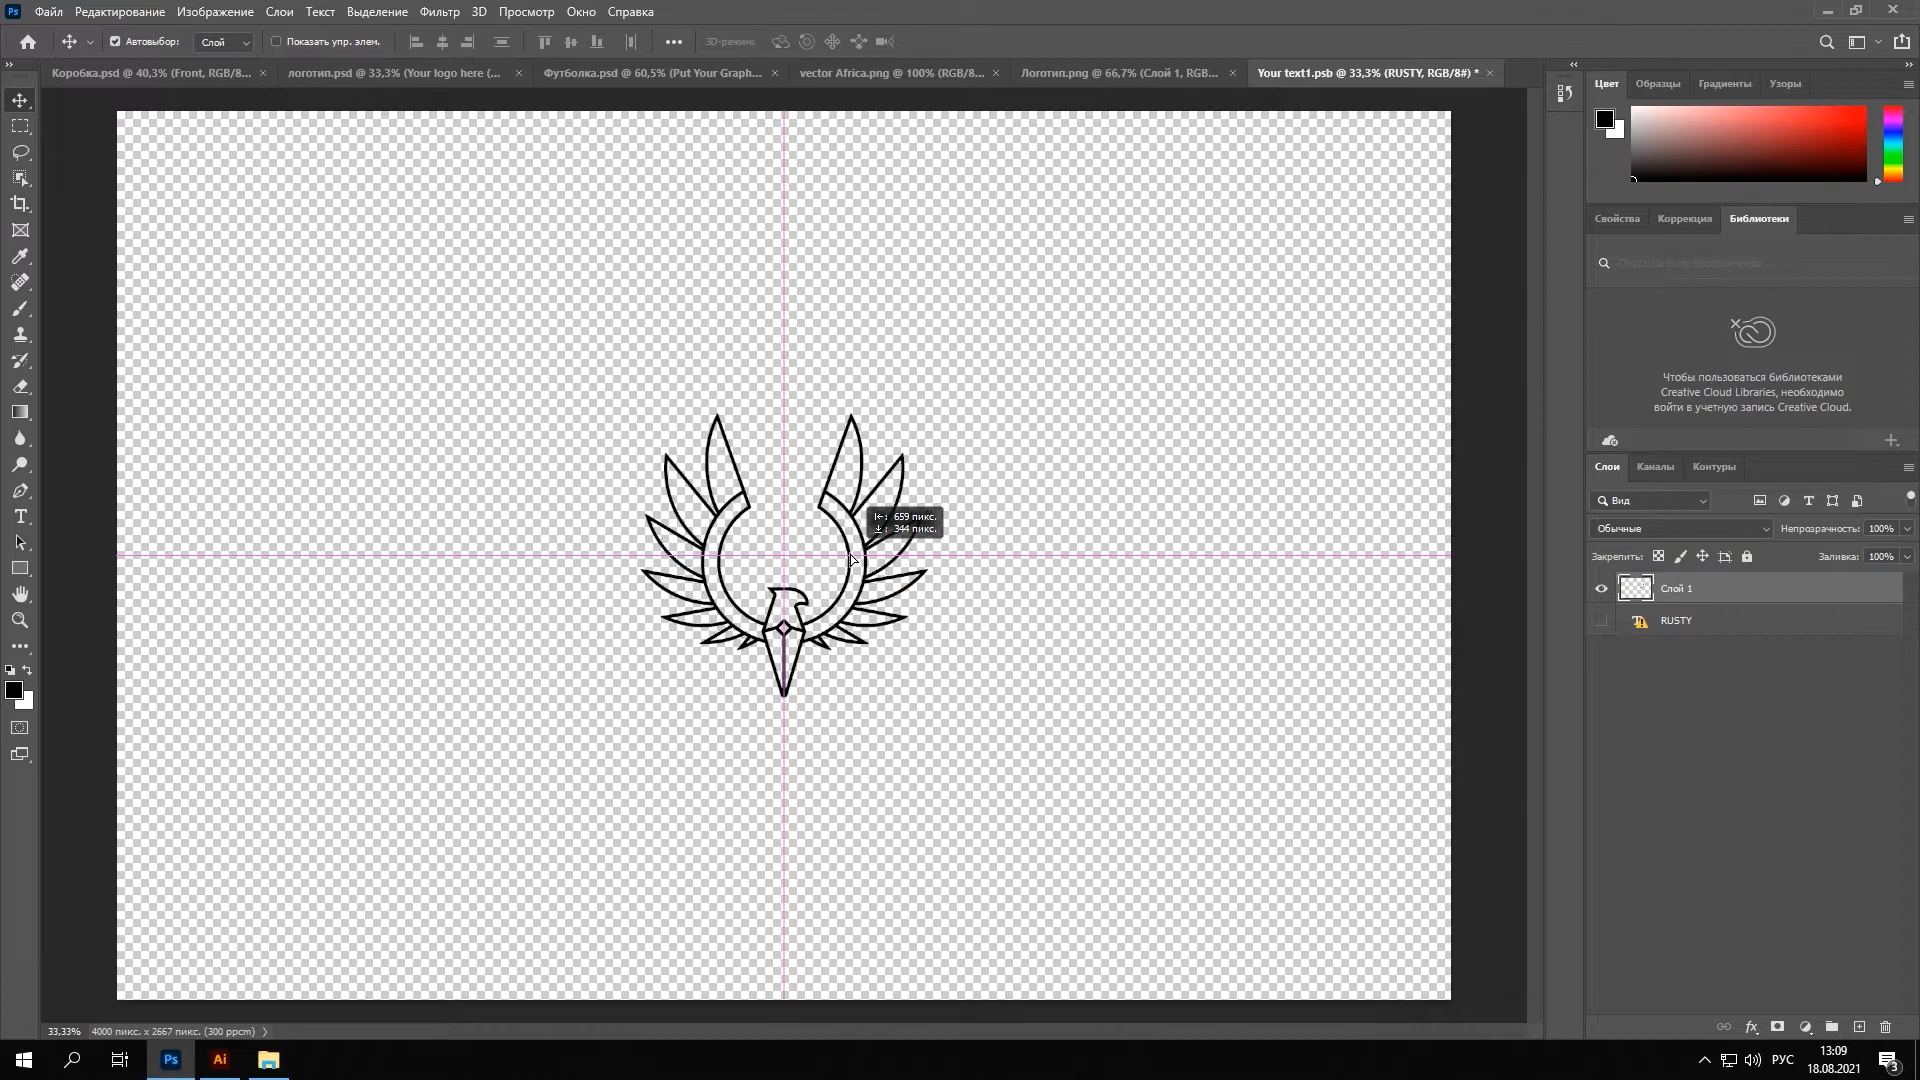 Ps Файл Редактирование Изображение Слои Текст Выделение Фильтр 3D Просмотр Окно Справка
Автовыбор: Слой Показать упр. элем. 3D-режим:
Коробка.psd @ 40,3% (Front, RGB/8... логотип.psd @ 33,3% (Your logo here (... Футболка.psd @ 60,5% (Put Your Graph... vector Africa.png @ 100% (RGB/8... Логотип.png @ 66,7% (Слой 1, RGB... Your text1.psb @ 33,3% (RUSTY, RGB/8#) *
Цвет Образцы Градиенты Узоры
Свойства Коррекция Библиотеки
Чтобы пользоваться библиотеками
Creative Cloud Libraries, необходимо
войти в учетную запись Creative Cloud.
Слои Каналы Контуры
Вид
659 пикс.
344 пикс.
Обычные Непрозрачность: 100%
Закрепить: Заливка: 100%
Слой 1
RUSTY
33,33% 4000 пикс. x 2667 пикс. (300 ppcm)
Ps Ai РУС 13:09
18.08.2021
3